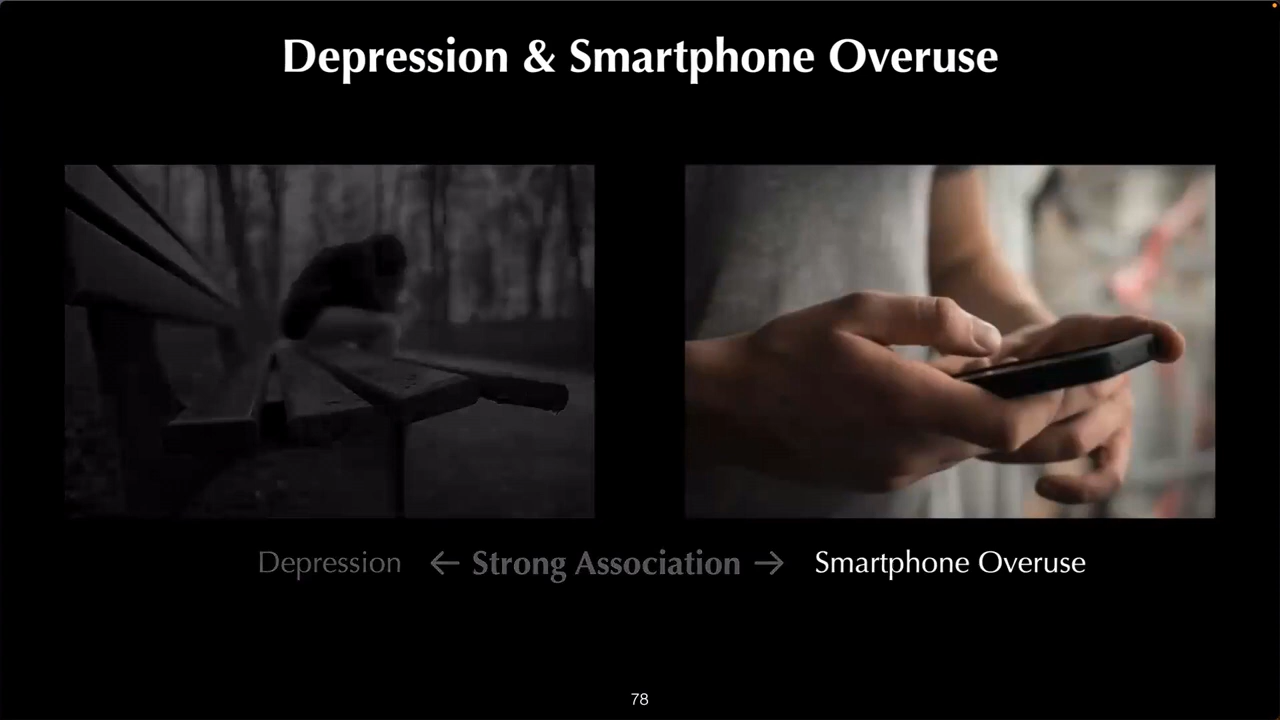 Depression & Smartphone Overuse
Depression ← Strong Association → Smartphone Overuse
78